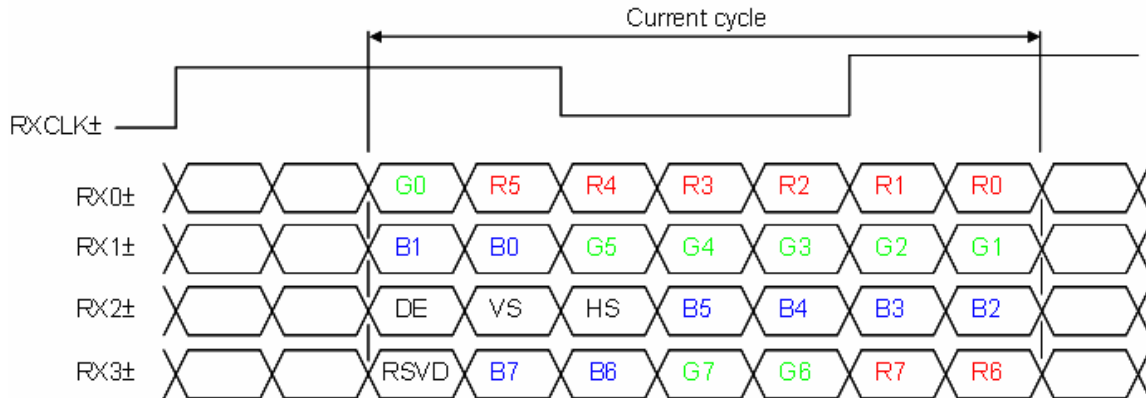 Current cycle
RXCLK±
RX0± G0 R5 R4 R3 R2 R1 R0
RX1± B1 B0 G5 G4 G3 G2 G1
RX2± DE VS HS B5 B4 B3 B2
RX3± RSVD B7 B6 G7 G6 R7 R6